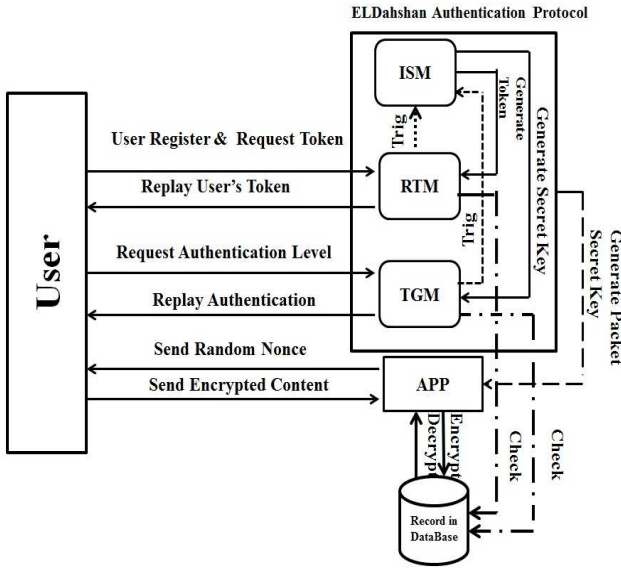 ELDahshan Authentication Protocol
ISM
Trig
Token
Generate
Generate Secret Key
User Register & Request Token
Replay User's Token
RTM
Trig
User
Request Authentication Level
Replay Authentication
TGM
Generate Packet
Secret Key
Send Random Nonce
Send Encrypted Content
APP
Decrypt
Encrypt
Check
Check
Record in
DataBase